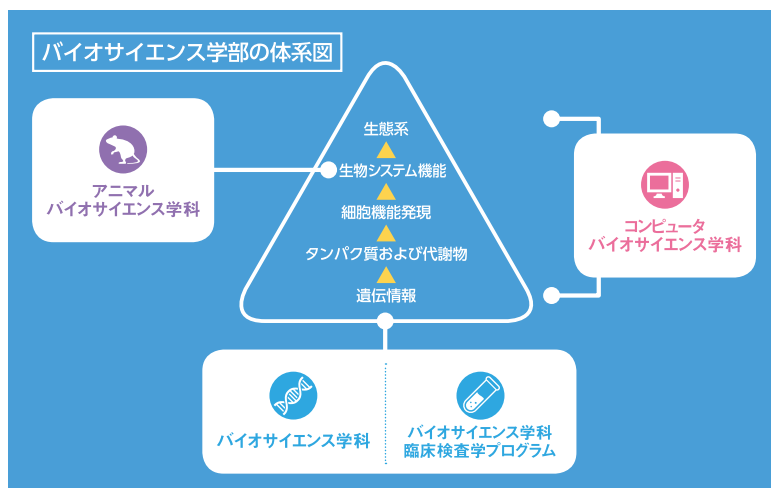 バイオサイエンス学部の体系図
生態系
生物システム機能
細胞機能発現
タンパク質および代謝物
遺伝情報
アニマル
バイオサイエンス学科
コンピュータ
バイオサイエンス学科
バイオサイエンス学科
バイオサイエンス学科
臨床検査学プログラム